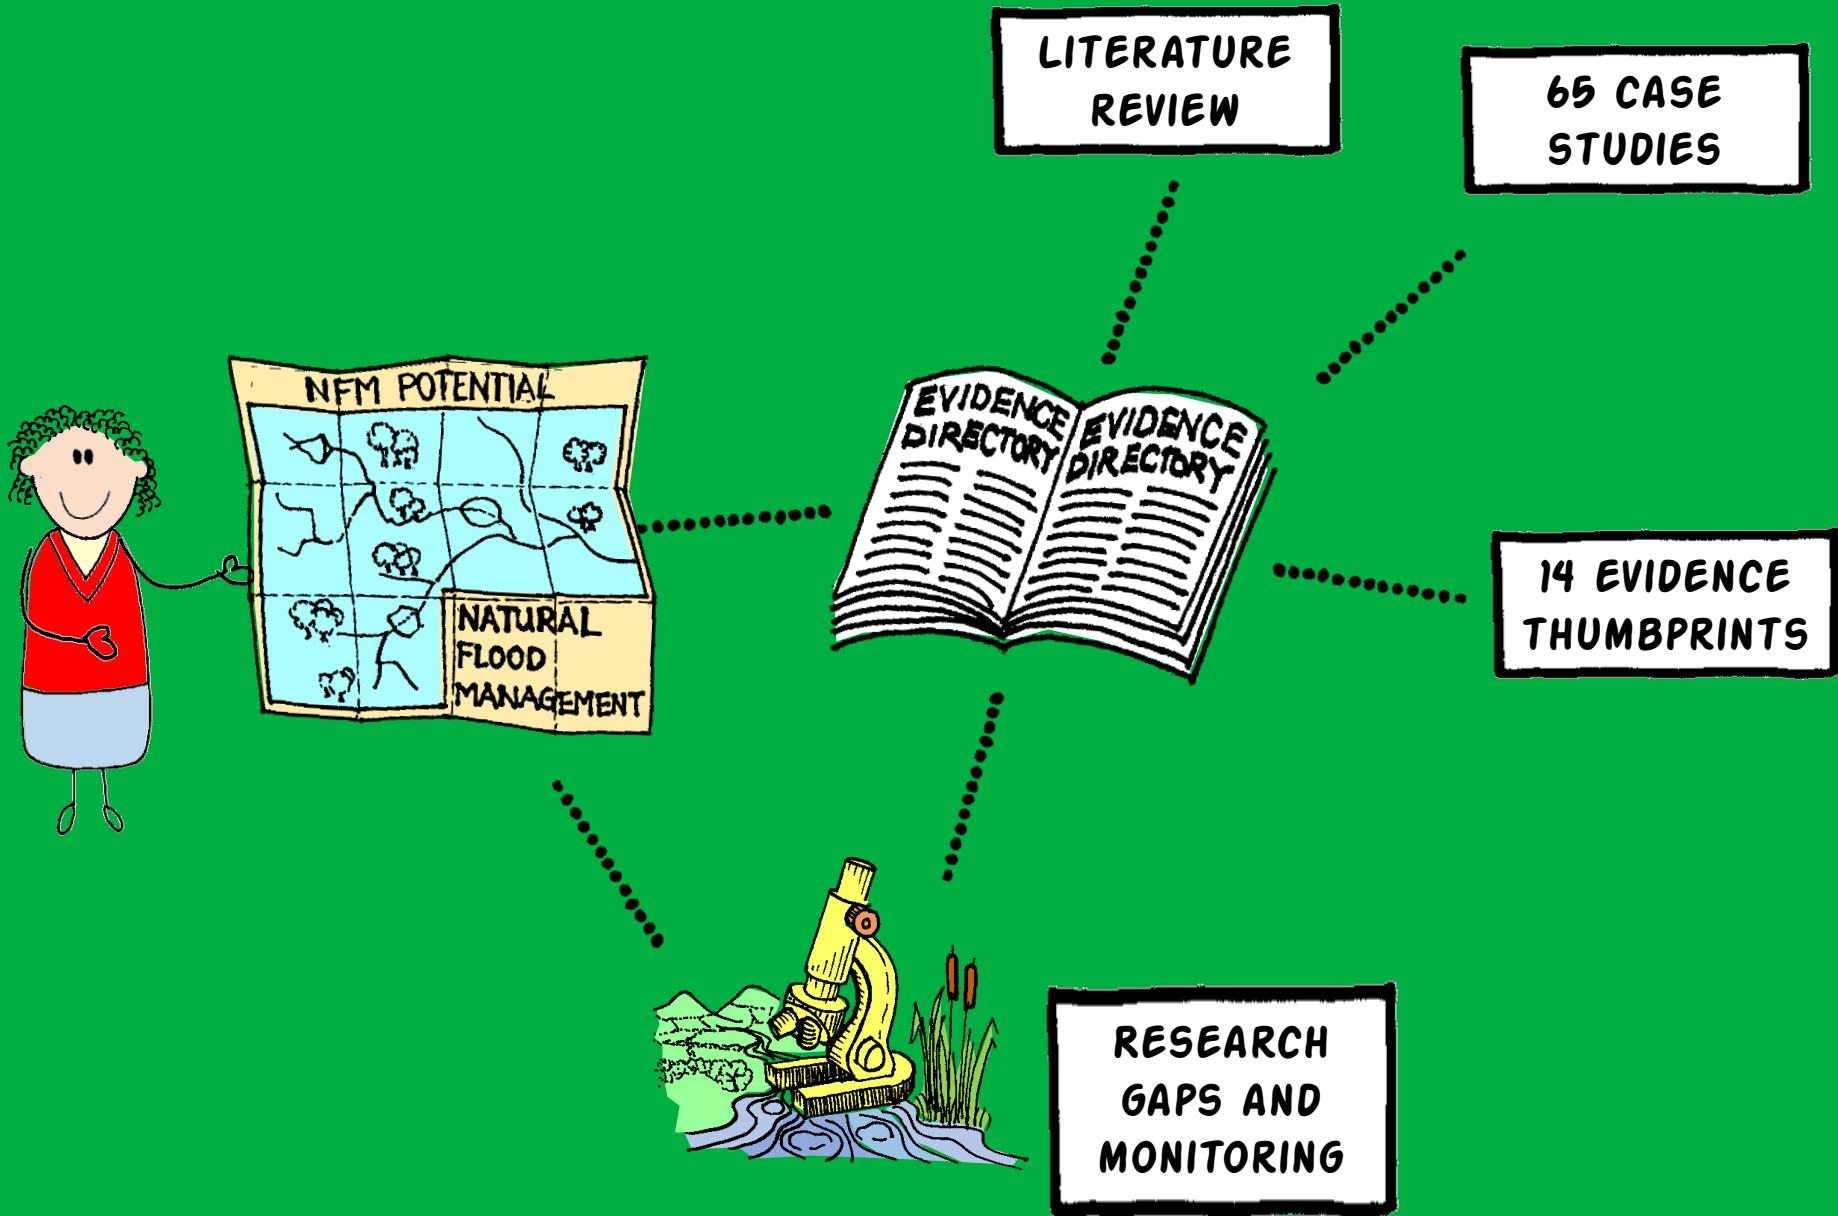 LITERATURE
REVIEW
65 CASE
STUDIES
NFM POTENTIAL
NATURAL
FLOOD
MANAGEMENT
EVIDENCE
DIRECTORY
EVIDENCE
DIRECTORY
14 EVIDENCE
THUMBPRINTS
RESEARCH
GAPS AND
MONITORING